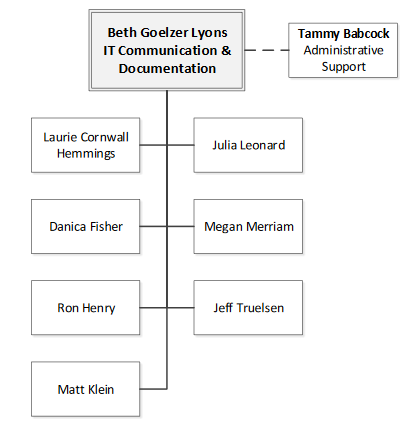 Beth Goelzer Lyons
IT Communication &
Documentation
Tammy Babcock
Administrative
Support
Laurie Cornwall
Hemmings
Julia Leonard
Danica Fisher
Megan Merriam
Ron Henry
Jeff Truelsen
Matt Klein